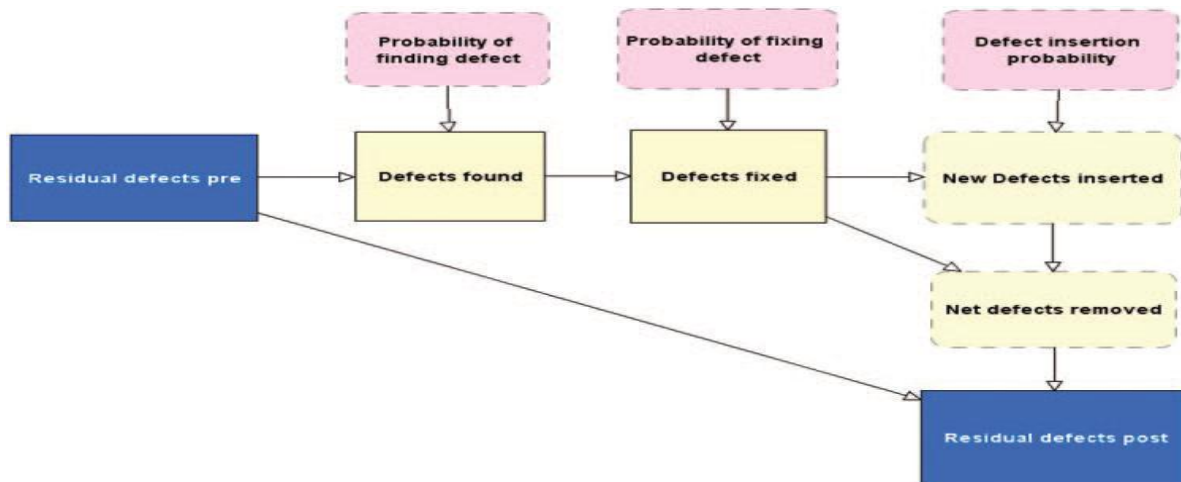 Probability of
finding defect
Probability of fixing
defect
Defect insertion
probability
Residual defects pre
Defects found
Defects fixed
New Defects inserted
Net defects removed
Residual defects post